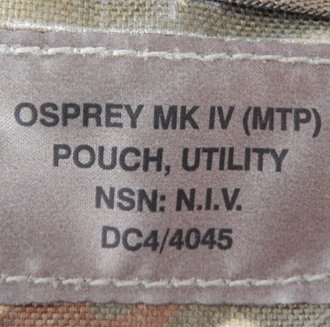 OSPREY MK IV (MTP)
POUCH, UTILITY
NSN: N.I.V.
DC4/4045